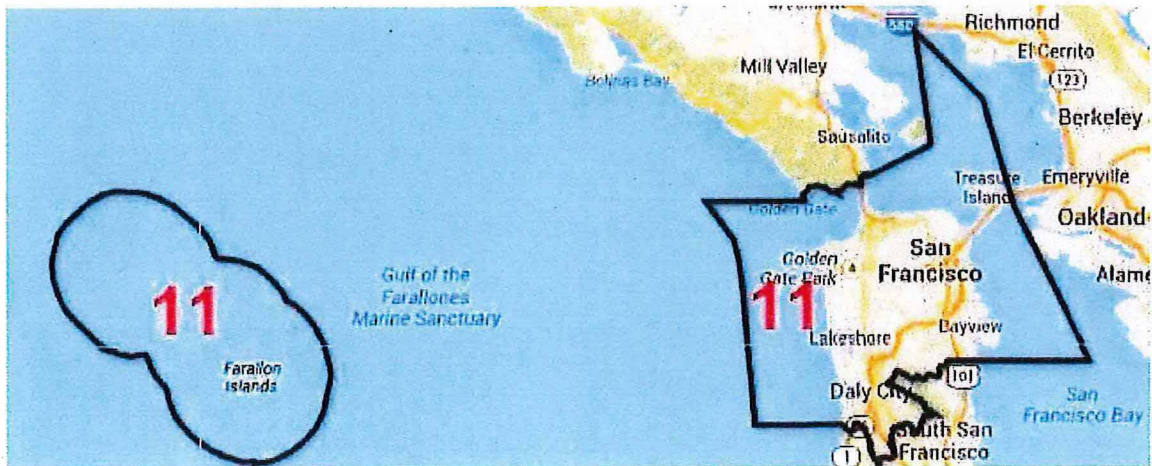 580
Richmond
El Cerrito
Mill Valley
123
Bolinas Bay
Berkeley
Sausalito
Treasure
Island
Emeryville
Golden Gate
Oakland
San
Francisco
Golden
Gate Park
Alame
Gulf of the
Farallones
Marine Sanctuary
11
11
Bayview
Lakeshore
Farallon
Islands
101
Daly City
San
Francisco Bay
South San
Francisco
1